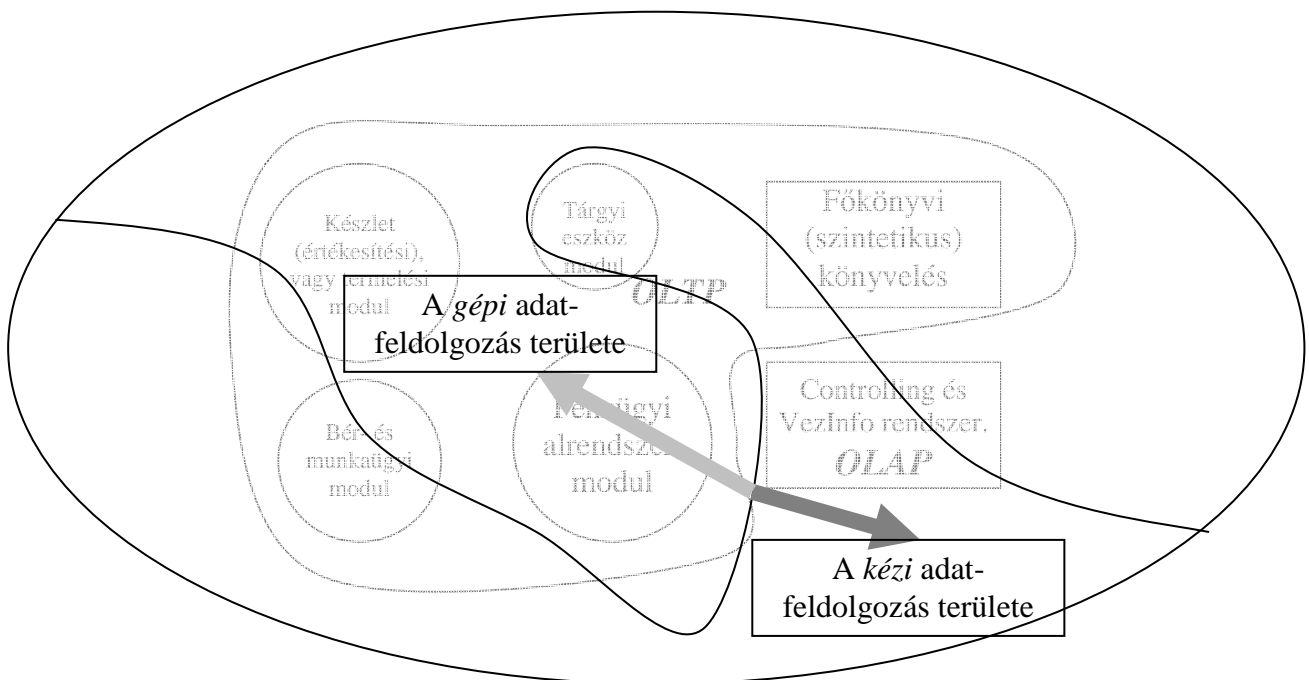 Készlet
(értékesítési),
vagy termelési
modul
Tárgyi
eszköz
modul
OLTP
Főkönyvi
(szintetikus)
könyvelés
A gépi adat-
feldolgozás területe
Bér- és
munkaügyi
modul
Pénzügyi
alrendszer
modul
Controlling és
VezInfo rendszer.
OLAP
A kézi adat-
feldolgozás területe